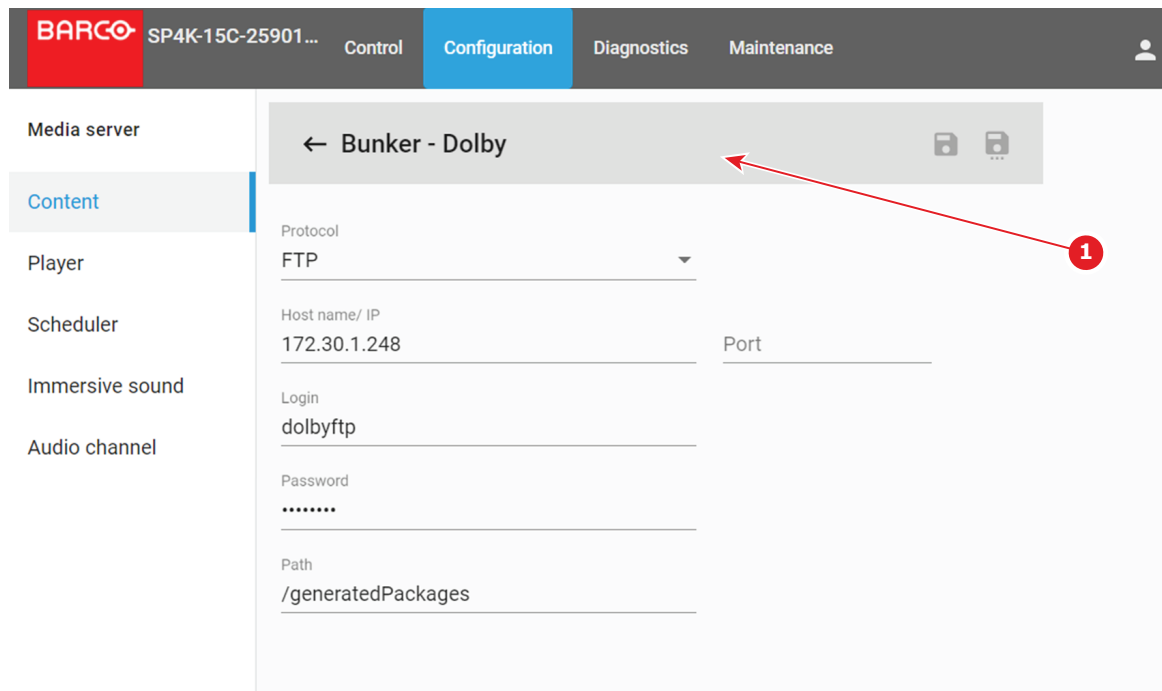 BARCO SP4K-15C-25901... Control Configuration Diagnostics Maintenance
Media server
Content
Player
Scheduler
Immersive sound
Audio channel
Bunker - Dolby
Protocol
FTP
Host name/ IP
172.30.1.248
Port
Login
dolbyftp
Password
••••••••
Path
/generatedPackages
1